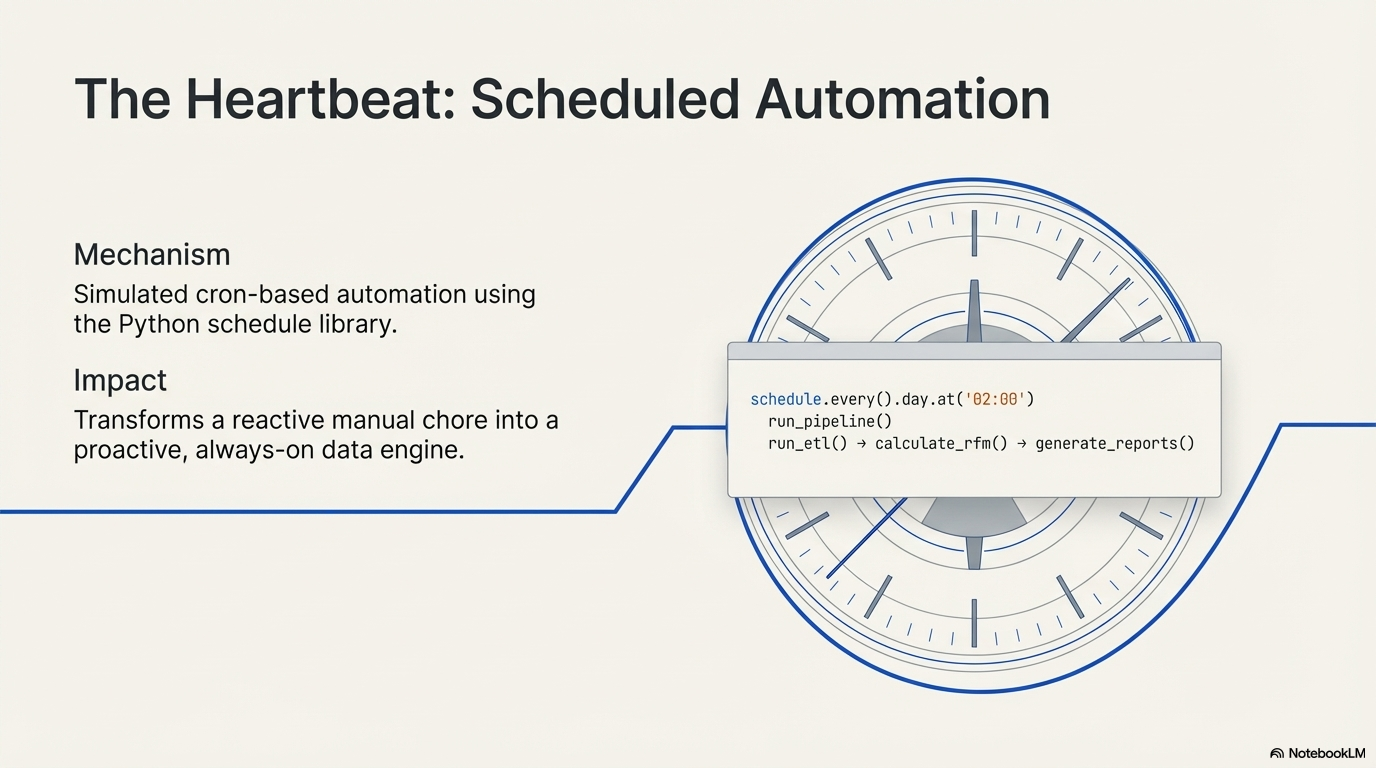 The Heartbeat: Scheduled Automation
Mechanism
Simulated cron-based automation using
the Python schedule library.
Impact
Transforms a reactive manual chore into a
proactive, always-on data engine.
schedule.every().day.at('02:00')
run_pipeline()
run_etl() → calculate_rfm() → generate_reports()
NotebookLM